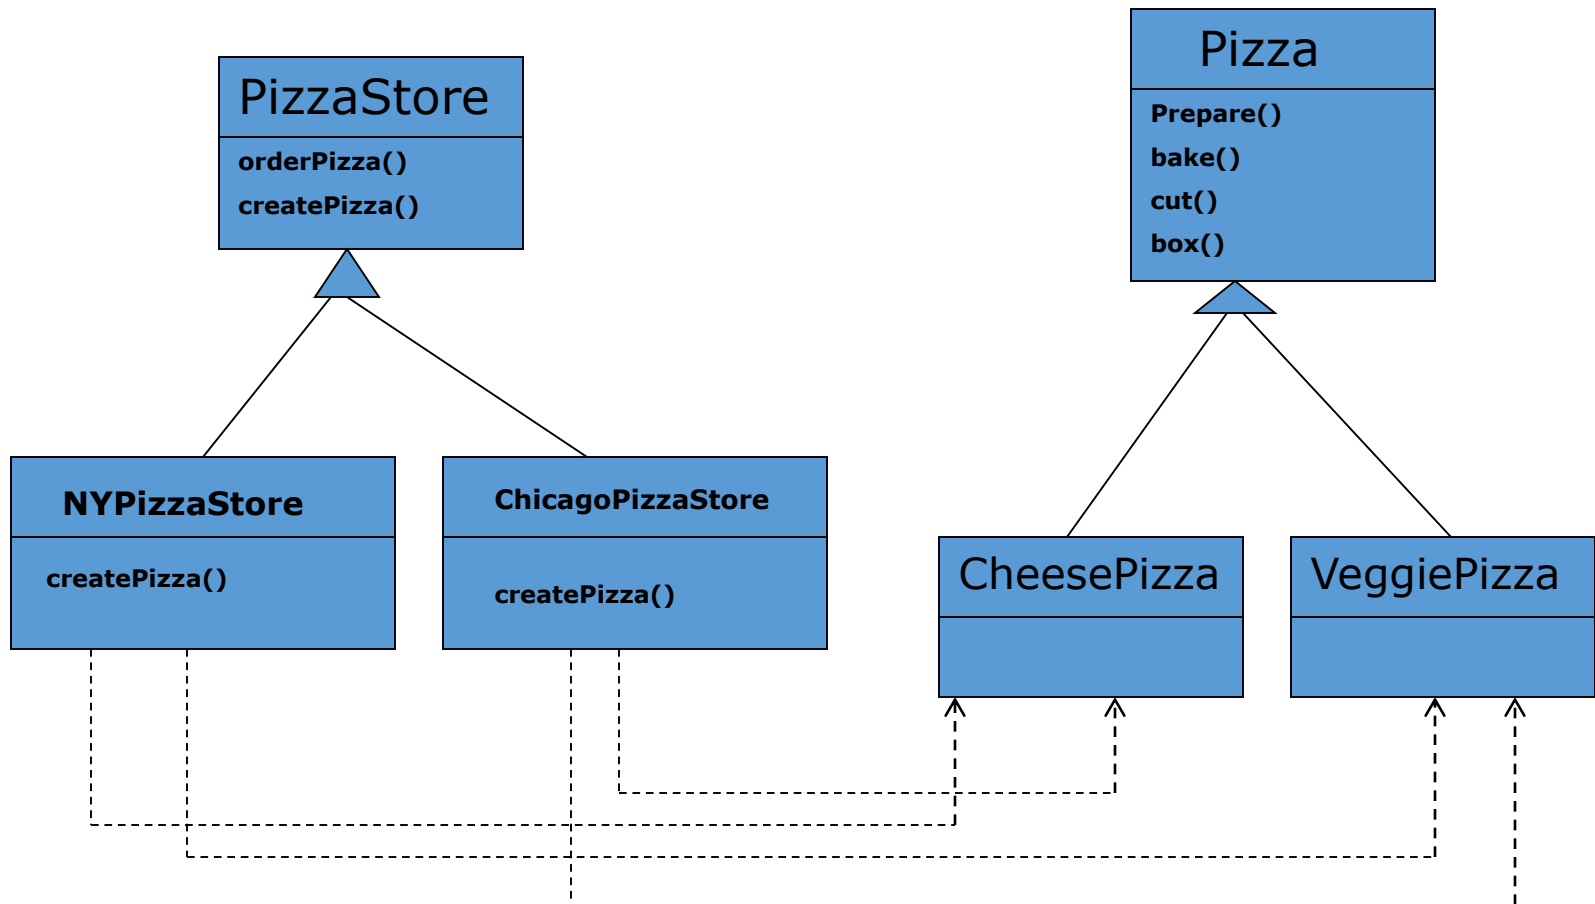 PizzaStore
orderPizza()
createPizza()
Pizza
Prepare()
bake()
cut()
box()
NYPizzaStore
createPizza()
ChicagoPizzaStore
createPizza()
CheesePizza
VeggiePizza